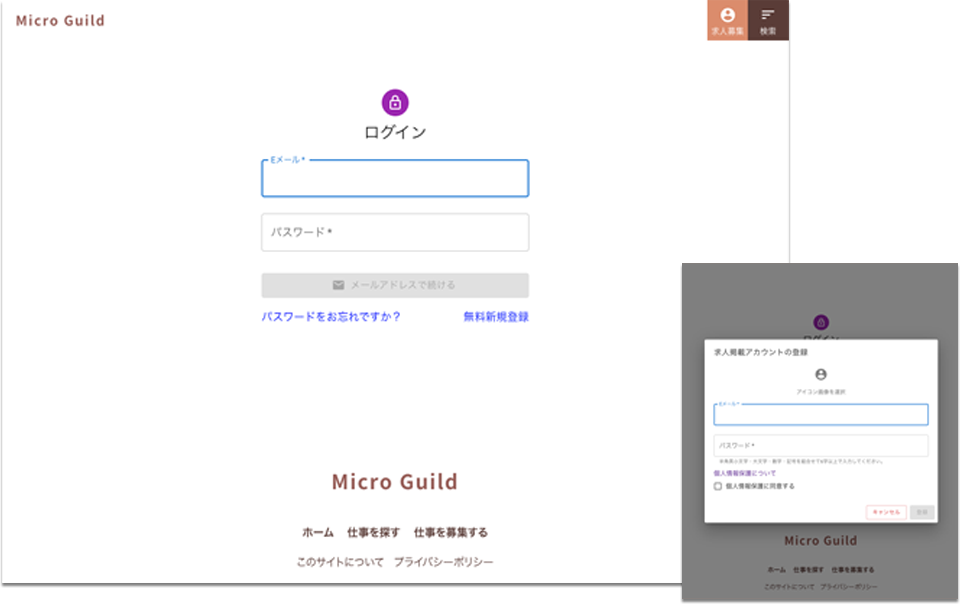 Micro Guild
求人募集 検索
ログイン
Eメール *
パスワード *
メールアドレスで続ける
パスワードをお忘れですか？ 無料新規登録
Micro Guild
ホーム 仕事を探す 仕事を募集する
このサイトについて プライバシーポリシー
ログイン
求人掲載アカウントの登録
アイコン画像を選択
Eメール *
パスワード *
個人情報保護について
個人情報保護に同意する
キャンセル 登録
Micro Guild
ホーム 仕事を探す 仕事を募集する
このサイトについて プライバシーポリシー